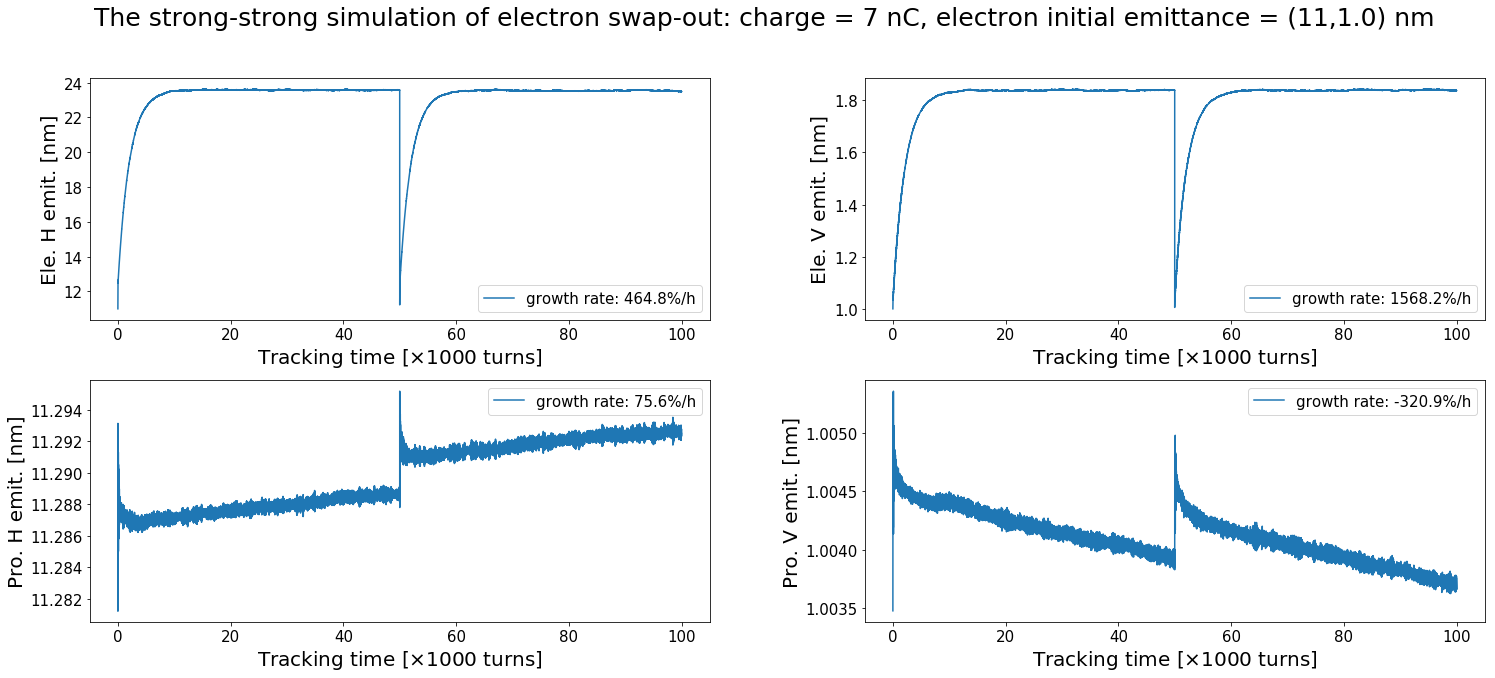 The strong-strong simulation of electron swap-out: charge = 7 nC, electron initial emittance = (11,1.0) nm
Ele. H emit. [nm]
24
22
20
18
16
14
12
growth rate: 464.8%/h
0 20 40 60 80 100
Tracking time [×1000 turns]
Ele. V emit. [nm]
1.8
1.6
1.4
1.2
1.0
growth rate: 1568.2%/h
0 20 40 60 80 100
Tracking time [×1000 turns]
Pro. H emit. [nm]
11.294
11.292
11.290
11.288
11.286
11.284
11.282
growth rate: 75.6%/h
0 20 40 60 80 100
Tracking time [×1000 turns]
Pro. V emit. [nm]
1.0050
1.0045
1.0040
1.0035
growth rate: -320.9%/h
0 20 40 60 80 100
Tracking time [×1000 turns]